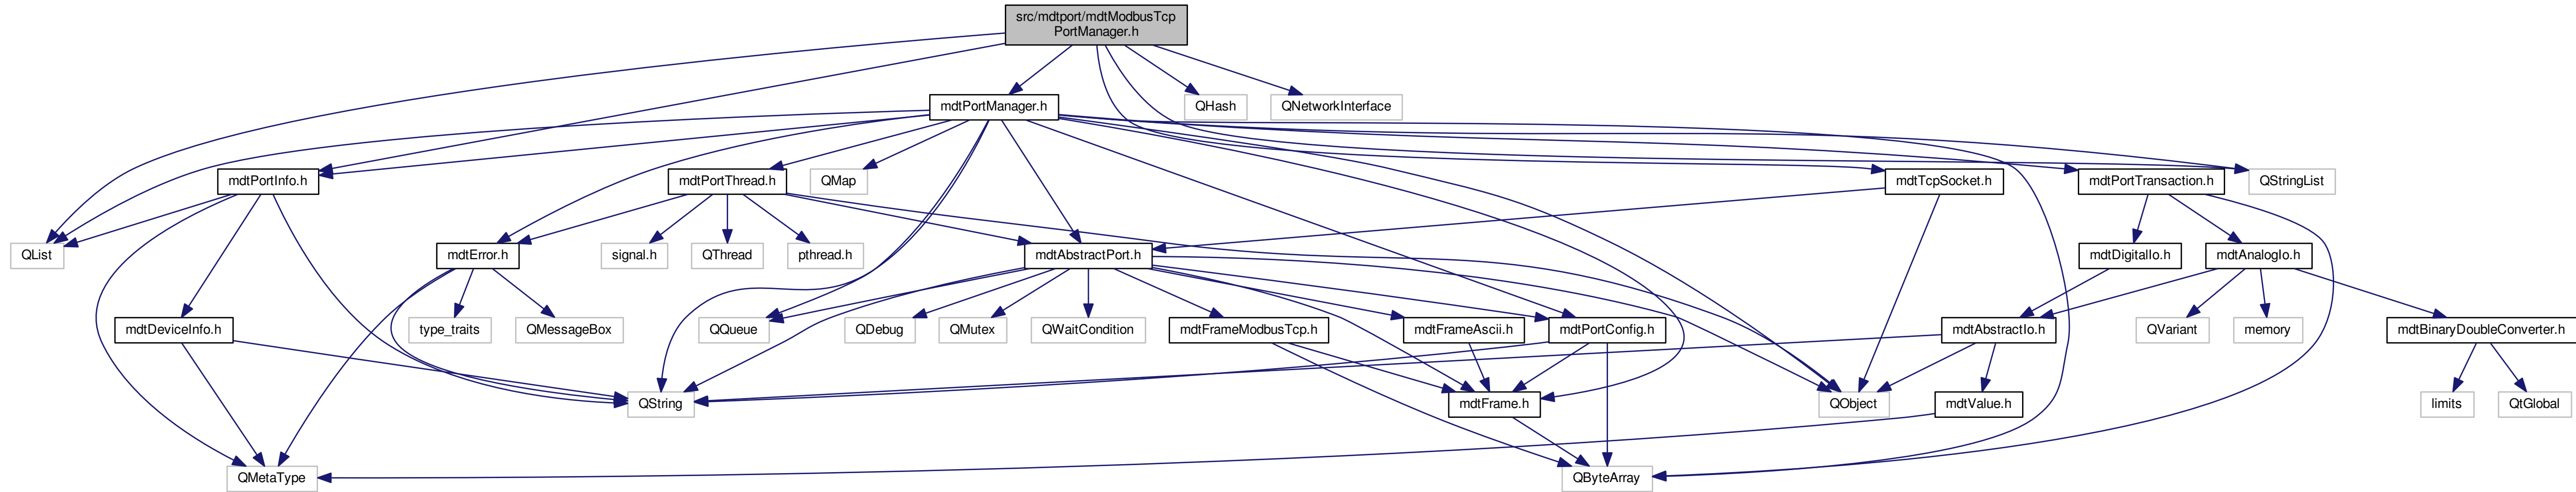 src/mdtport/mdtModbusTcp
PortManager.h
mdtPortManager.h
QHash
QNetworkInterface
mdtPortInfo.h
mdtPortThread.h
QMap
mdtTcpSocket.h
mdtPortTransaction.h
QStringList
QList
mdtError.h
signal.h
QThread
pthread.h
mdtAbstractPort.h
mdtDigitalIo.h
mdtAnalogIo.h
mdtDeviceInfo.h
type_traits
QMessageBox
QQueue
QDebug
QMutex
QWaitCondition
mdtFrameModbusTcp.h
mdtFrameAscii.h
mdtPortConfig.h
mdtAbstractIo.h
QVariant
memory
mdtBinaryDoubleConverter.h
QString
mdtFrame.h
QObject
mdtValue.h
limits
QtGlobal
QMetaType
QByteArray